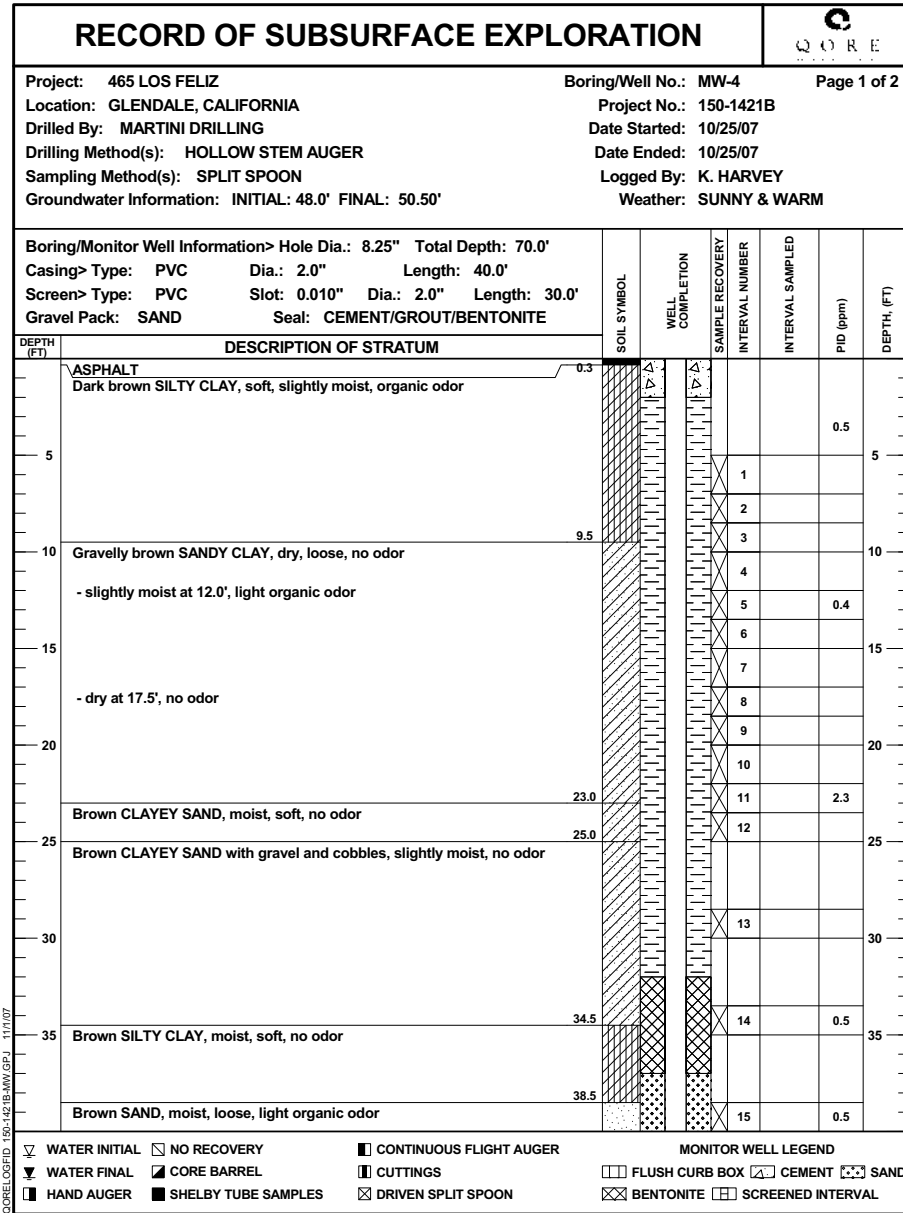 RECORD OF SUBSURFACE EXPLORATION
QORE
Project: 465 LOS FELIZ
Boring/Well No.: MW-4 Page 1 of 2
Location: GLENDALE, CALIFORNIA
Project No.: 150-1421B
Drilled By: MARTINI DRILLING
Date Started: 10/25/07
Drilling Method(s): HOLLOW STEM AUGER
Date Ended: 10/25/07
Sampling Method(s): SPLIT SPOON
Logged By: K. HARVEY
Groundwater Information: INITIAL: 48.0' FINAL: 50.50'
Weather: SUNNY & WARM
Boring/Monitor Well Information> Hole Dia.: 8.25" Total Depth: 70.0'
Casing> Type: PVC Dia.: 2.0" Length: 40.0'
Screen> Type: PVC Slot: 0.010" Dia.: 2.0" Length: 30.0'
Gravel Pack: SAND Seal: CEMENT/GROUT/BENTONITE
DEPTH (FT)
DESCRIPTION OF STRATUM
SOIL SYMBOL
WELL COMPLETION
SAMPLE RECOVERY
INTERVAL NUMBER
INTERVAL SAMPLED
PID (ppm)
DEPTH, (FT)
ASPHALT 0.3
Dark brown SILTY CLAY, soft, slightly moist, organic odor
0.5
5 5
1
2
9.5 3
10 Gravelly brown SANDY CLAY, dry, loose, no odor 10
4
- slightly moist at 12.0', light organic odor
5 0.4
6
15 15
7
- dry at 17.5', no odor
8
9
20 20
10
23.0 11 2.3
Brown CLAYEY SAND, moist, soft, no odor
12
25.0
25 25
Brown CLAYEY SAND with gravel and cobbles, slightly moist, no odor
13
30 30
34.5 14 0.5
35 Brown SILTY CLAY, moist, soft, no odor 35
38.5
Brown SAND, moist, loose, light organic odor 15 0.5
QORELOGFID 150-1421B-MW.GPJ 11/1/07
WATER INITIAL NO RECOVERY CONTINUOUS FLIGHT AUGER MONITOR WELL LEGEND
WATER FINAL CORE BARREL CUTTINGS FLUSH CURB BOX CEMENT SAND
HAND AUGER SHELBY TUBE SAMPLES DRIVEN SPLIT SPOON BENTONITE SCREENED INTERVAL